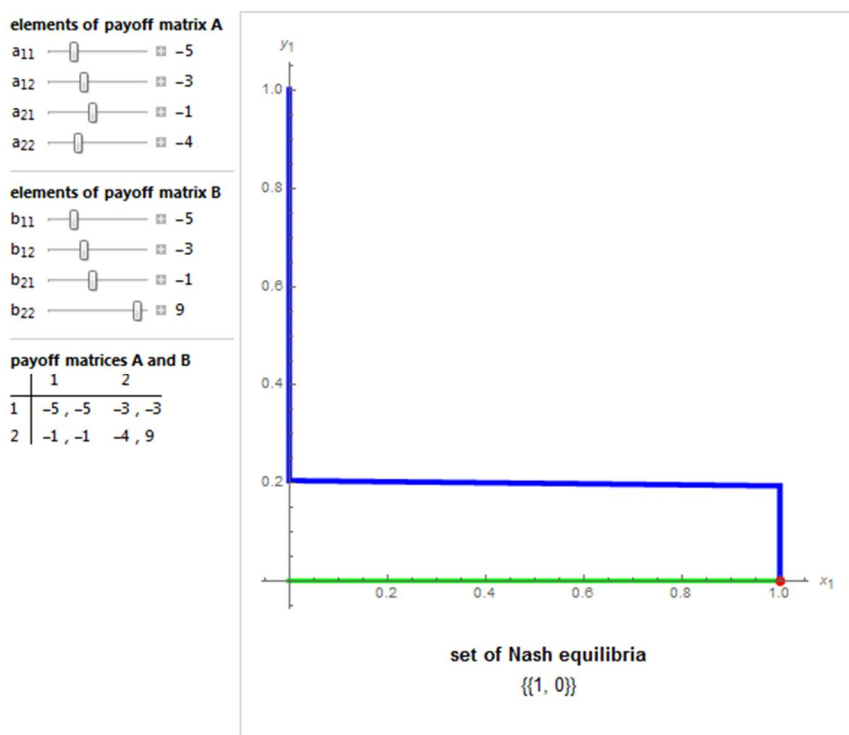 elements of payoff matrix A
a11 -5
a12 -3
a21 -1
a22 -4
elements of payoff matrix B
b11 -5
b12 -3
b21 -1
b22 9
payoff matrices A and B
1 2
1 -5 , -5 -3 , -3
2 -1 , -1 -4 , 9
y1
1.0
0.8
0.6
0.4
0.2
0.2 0.4 0.6 0.8 1.0 x1
set of Nash equilibria
{{1, 0}}